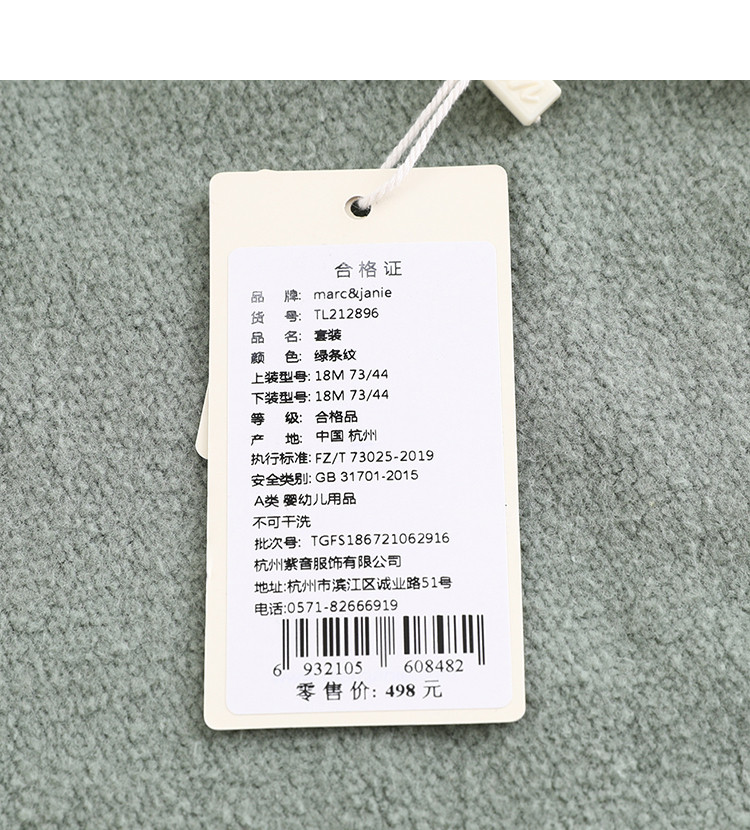 合格证
品 牌: marc&janie
货 号: TL212896
品 名: 套装
颜 色: 绿条纹
上装型号: 18M 73/44
下装型号: 18M 73/44
等 级: 合格品
产 地: 中国 杭州
执行标准: FZ/T 73025-2019
安全类别: GB 31701-2015
A类 婴幼儿用品
不可干洗
批次号: TGFS186721062916
杭州紫音服饰有限公司
地址:杭州市滨江区诚业路51号
电话:0571-82666919
6 932105 608482
零售价: 498 元